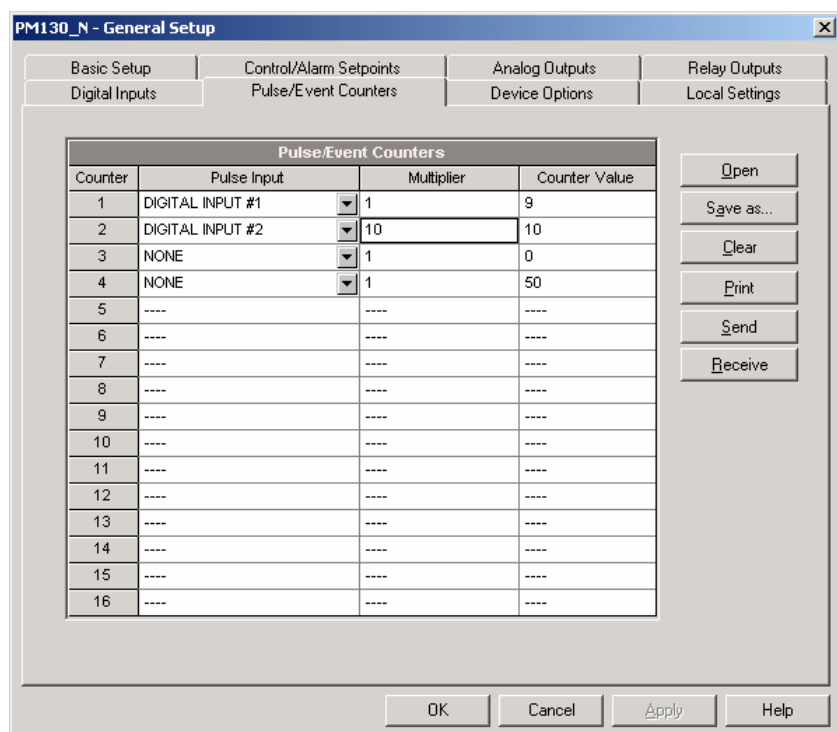 PM130_N - General Setup
Basic Setup Control/Alarm Setpoints Analog Outputs Relay Outputs
Digital Inputs Pulse/Event Counters Device Options Local Settings
Pulse/Event Counters
Counter Pulse Input Multiplier Counter Value
1 DIGITAL INPUT #1 1 9
2 DIGITAL INPUT #2 10 10
3 NONE 1 0
4 NONE 1 50
5 ---- ---- ----
6 ---- ---- ----
7 ---- ---- ----
8 ---- ---- ----
9 ---- ---- ----
10 ---- ---- ----
11 ---- ---- ----
12 ---- ---- ----
13 ---- ---- ----
14 ---- ---- ----
15 ---- ---- ----
16 ---- ---- ----
Open
Save as...
Clear
Print
Send
Receive
OK Cancel Apply Help